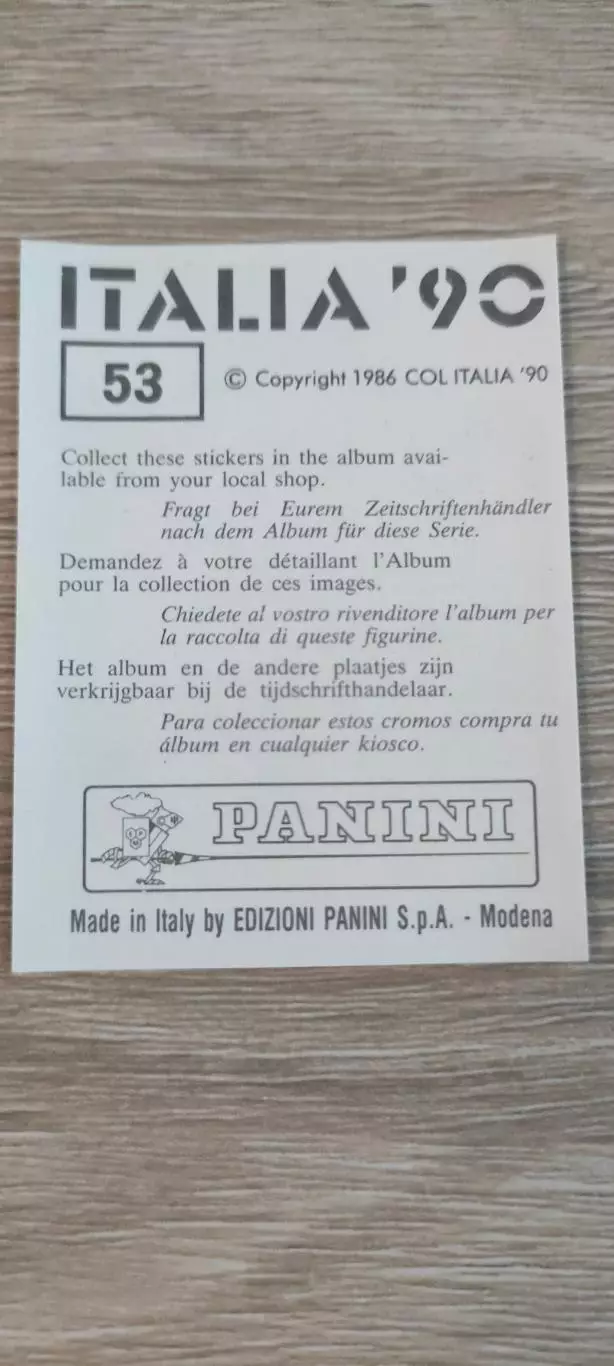 ITALIA '90
53
© Copyright 1986 COL ITALIA '90
Collect these stickers in the album avai-
lable from your local shop.
Fragt bei Eurem Zeitschriftenhändler
nach dem Album für diese Serie.
Demandez à votre détaillant l'Album
pour la collection de ces images.
Chiedete al vostro rivenditore l'album per
la raccolta di queste figurine.
Het album en de andere plaatjes zijn
verkrijgbaar bij de tijdschrifthandelaar.
Para coleccionar estos cromos compra tu
álbum en cualquier kiosco.
PANINI
Made in Italy by EDIZIONI PANINI S.p.A. - Modena